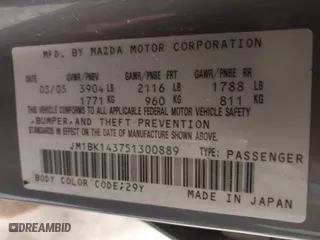 MFD. BY MAZDA MOTOR CORPORATION
GVWR/PNBV GAWR/PNBE FRT GAWR/PNBE RR
03/05 3904 LB 2116 LB 1788 LB
1771 KG 960 KG 811 KG
THIS VEHICLE CONFORMS TO ALL APPLICABLE
FEDERAL MOTOR VEHICLE SAFETY,
BUMPER, AND THEFT PREVENTION
STANDARDS IN EFFECT ON THE
DATE OF MANUFACTURE SHOWN ABOVE.
JM1BK143751300889 TYPE: PASSENGER
BODY COLOR CODE;29Y MADE IN JAPAN
DREAMBID DREAMBID